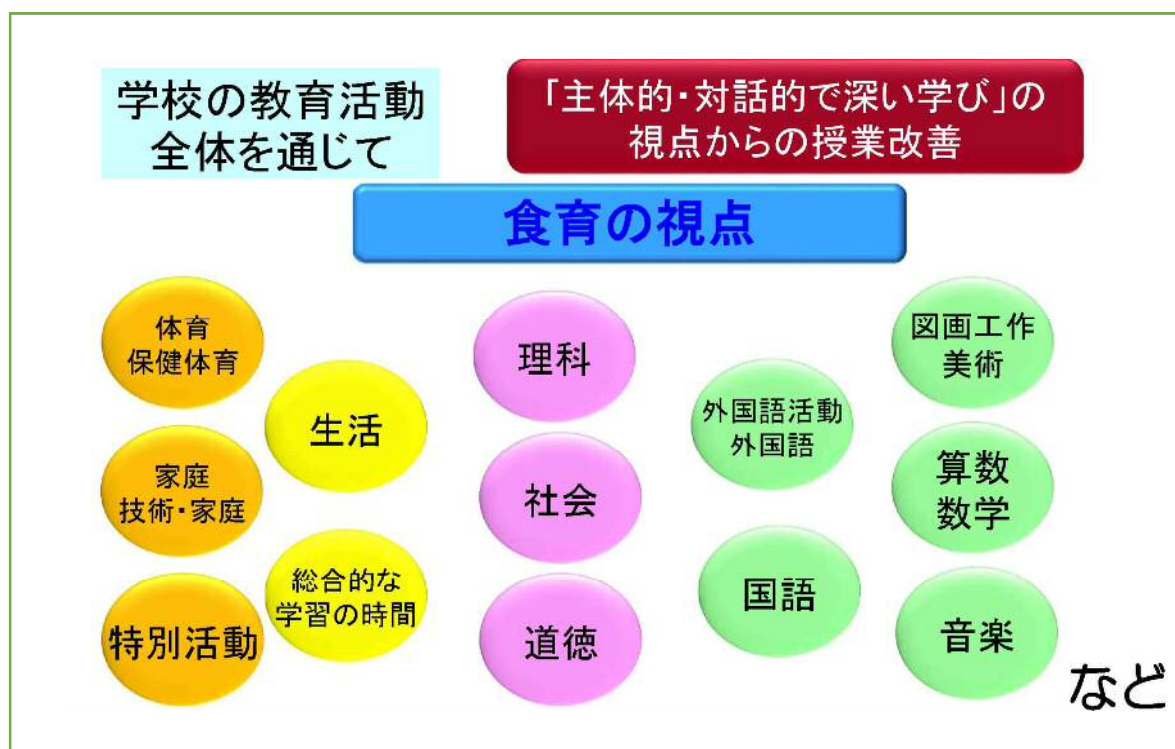 学校の教育活動
全体を通じて
「主体的・対話的で深い学び」の
視点からの授業改善
食育の視点
体育
保健体育
家庭
技術・家庭
特別活動
生活
総合的な
学習の時間
理科
社会
道徳
外国語活動
外国語
国語
図画工作
美術
算数
数学
音楽
など